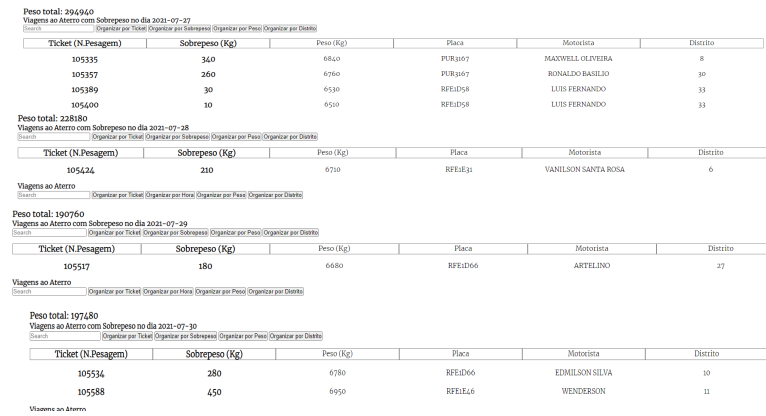 Peso total: 294940
Viagens ao Aterro com Sobrepeso no dia 2021-07-27
Search Organizar por Ticket Organizar por Sobrepeso Organizar por Peso Organizar por Distrito
Ticket (N.Pesagem) Sobrepeso (Kg) Peso (Kg) Placa Motorista Distrito
105335 340 6840 PUR3167 MAXWELL OLIVEIRA 8
105357 260 6760 PUR3167 RONALDO BASILIO 30
105389 30 6530 RFE1D58 LUIS FERNANDO 33
105400 10 6510 RFE1D58 LUIS FERNANDO 33
Peso total: 228180
Viagens ao Aterro com Sobrepeso no dia 2021-07-28
Search Organizar por Ticket Organizar por Sobrepeso Organizar por Peso Organizar por Distrito
Ticket (N.Pesagem) Sobrepeso (Kg) Peso (Kg) Placa Motorista Distrito
105424 210 6710 RFE1E31 VANILSON SANTA ROSA 6
Viagens ao Aterro
Search Organizar por Ticket Organizar por Hora Organizar por Peso Organizar por Distrito
Peso total: 190760
Viagens ao Aterro com Sobrepeso no dia 2021-07-29
Search Organizar por Ticket Organizar por Sobrepeso Organizar por Peso Organizar por Distrito
Ticket (N.Pesagem) Sobrepeso (Kg) Peso (Kg) Placa Motorista Distrito
105517 180 6680 RFE1D66 ARTELINO 27
Viagens ao Aterro
Search Organizar por Ticket Organizar por Hora Organizar por Peso Organizar por Distrito
Peso total: 197480
Viagens ao Aterro com Sobrepeso no dia 2021-07-30
Search Organizar por Ticket Organizar por Sobrepeso Organizar por Peso Organizar por Distrito
Ticket (N.Pesagem) Sobrepeso (Kg) Peso (Kg) Placa Motorista Distrito
105534 280 6780 RFE1D66 EDMILSON SILVA 10
105588 450 6950 RFE1E46 WENDERSON 11
Viagens ao Aterro